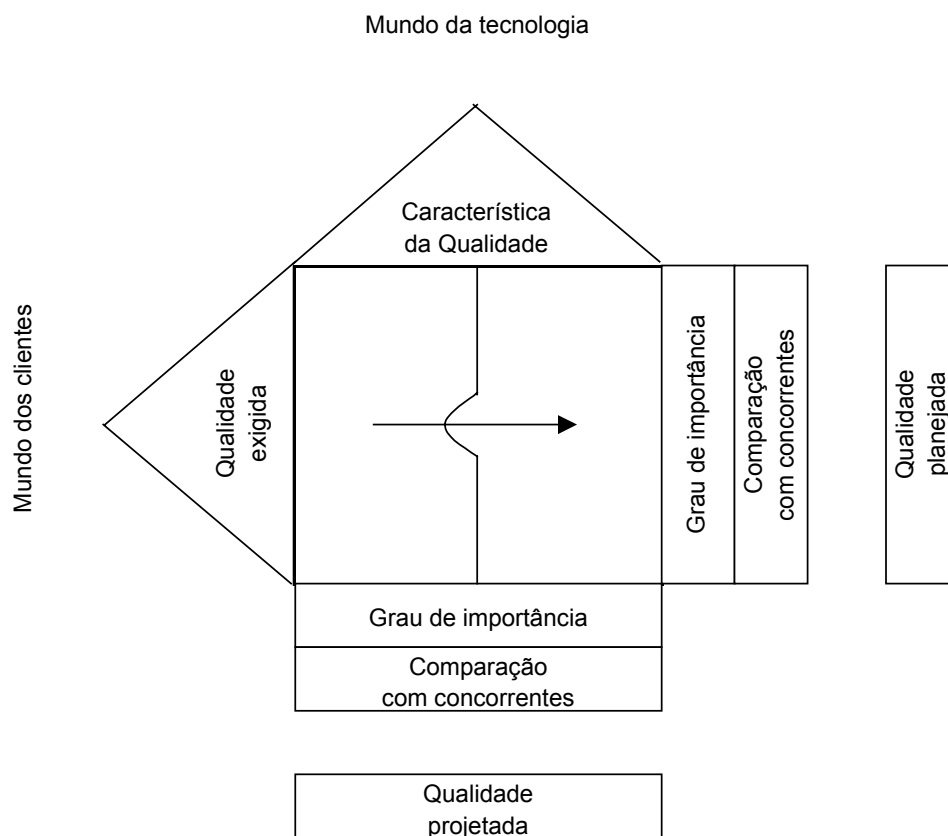 Mundo da tecnologia
Característica
da Qualidade
Mundo dos clientes
Qualidade
exigida
Grau de importância
Comparação
com concorrentes
Qualidade
planejada
Grau de importância
Comparação
com concorrentes
Qualidade
projetada